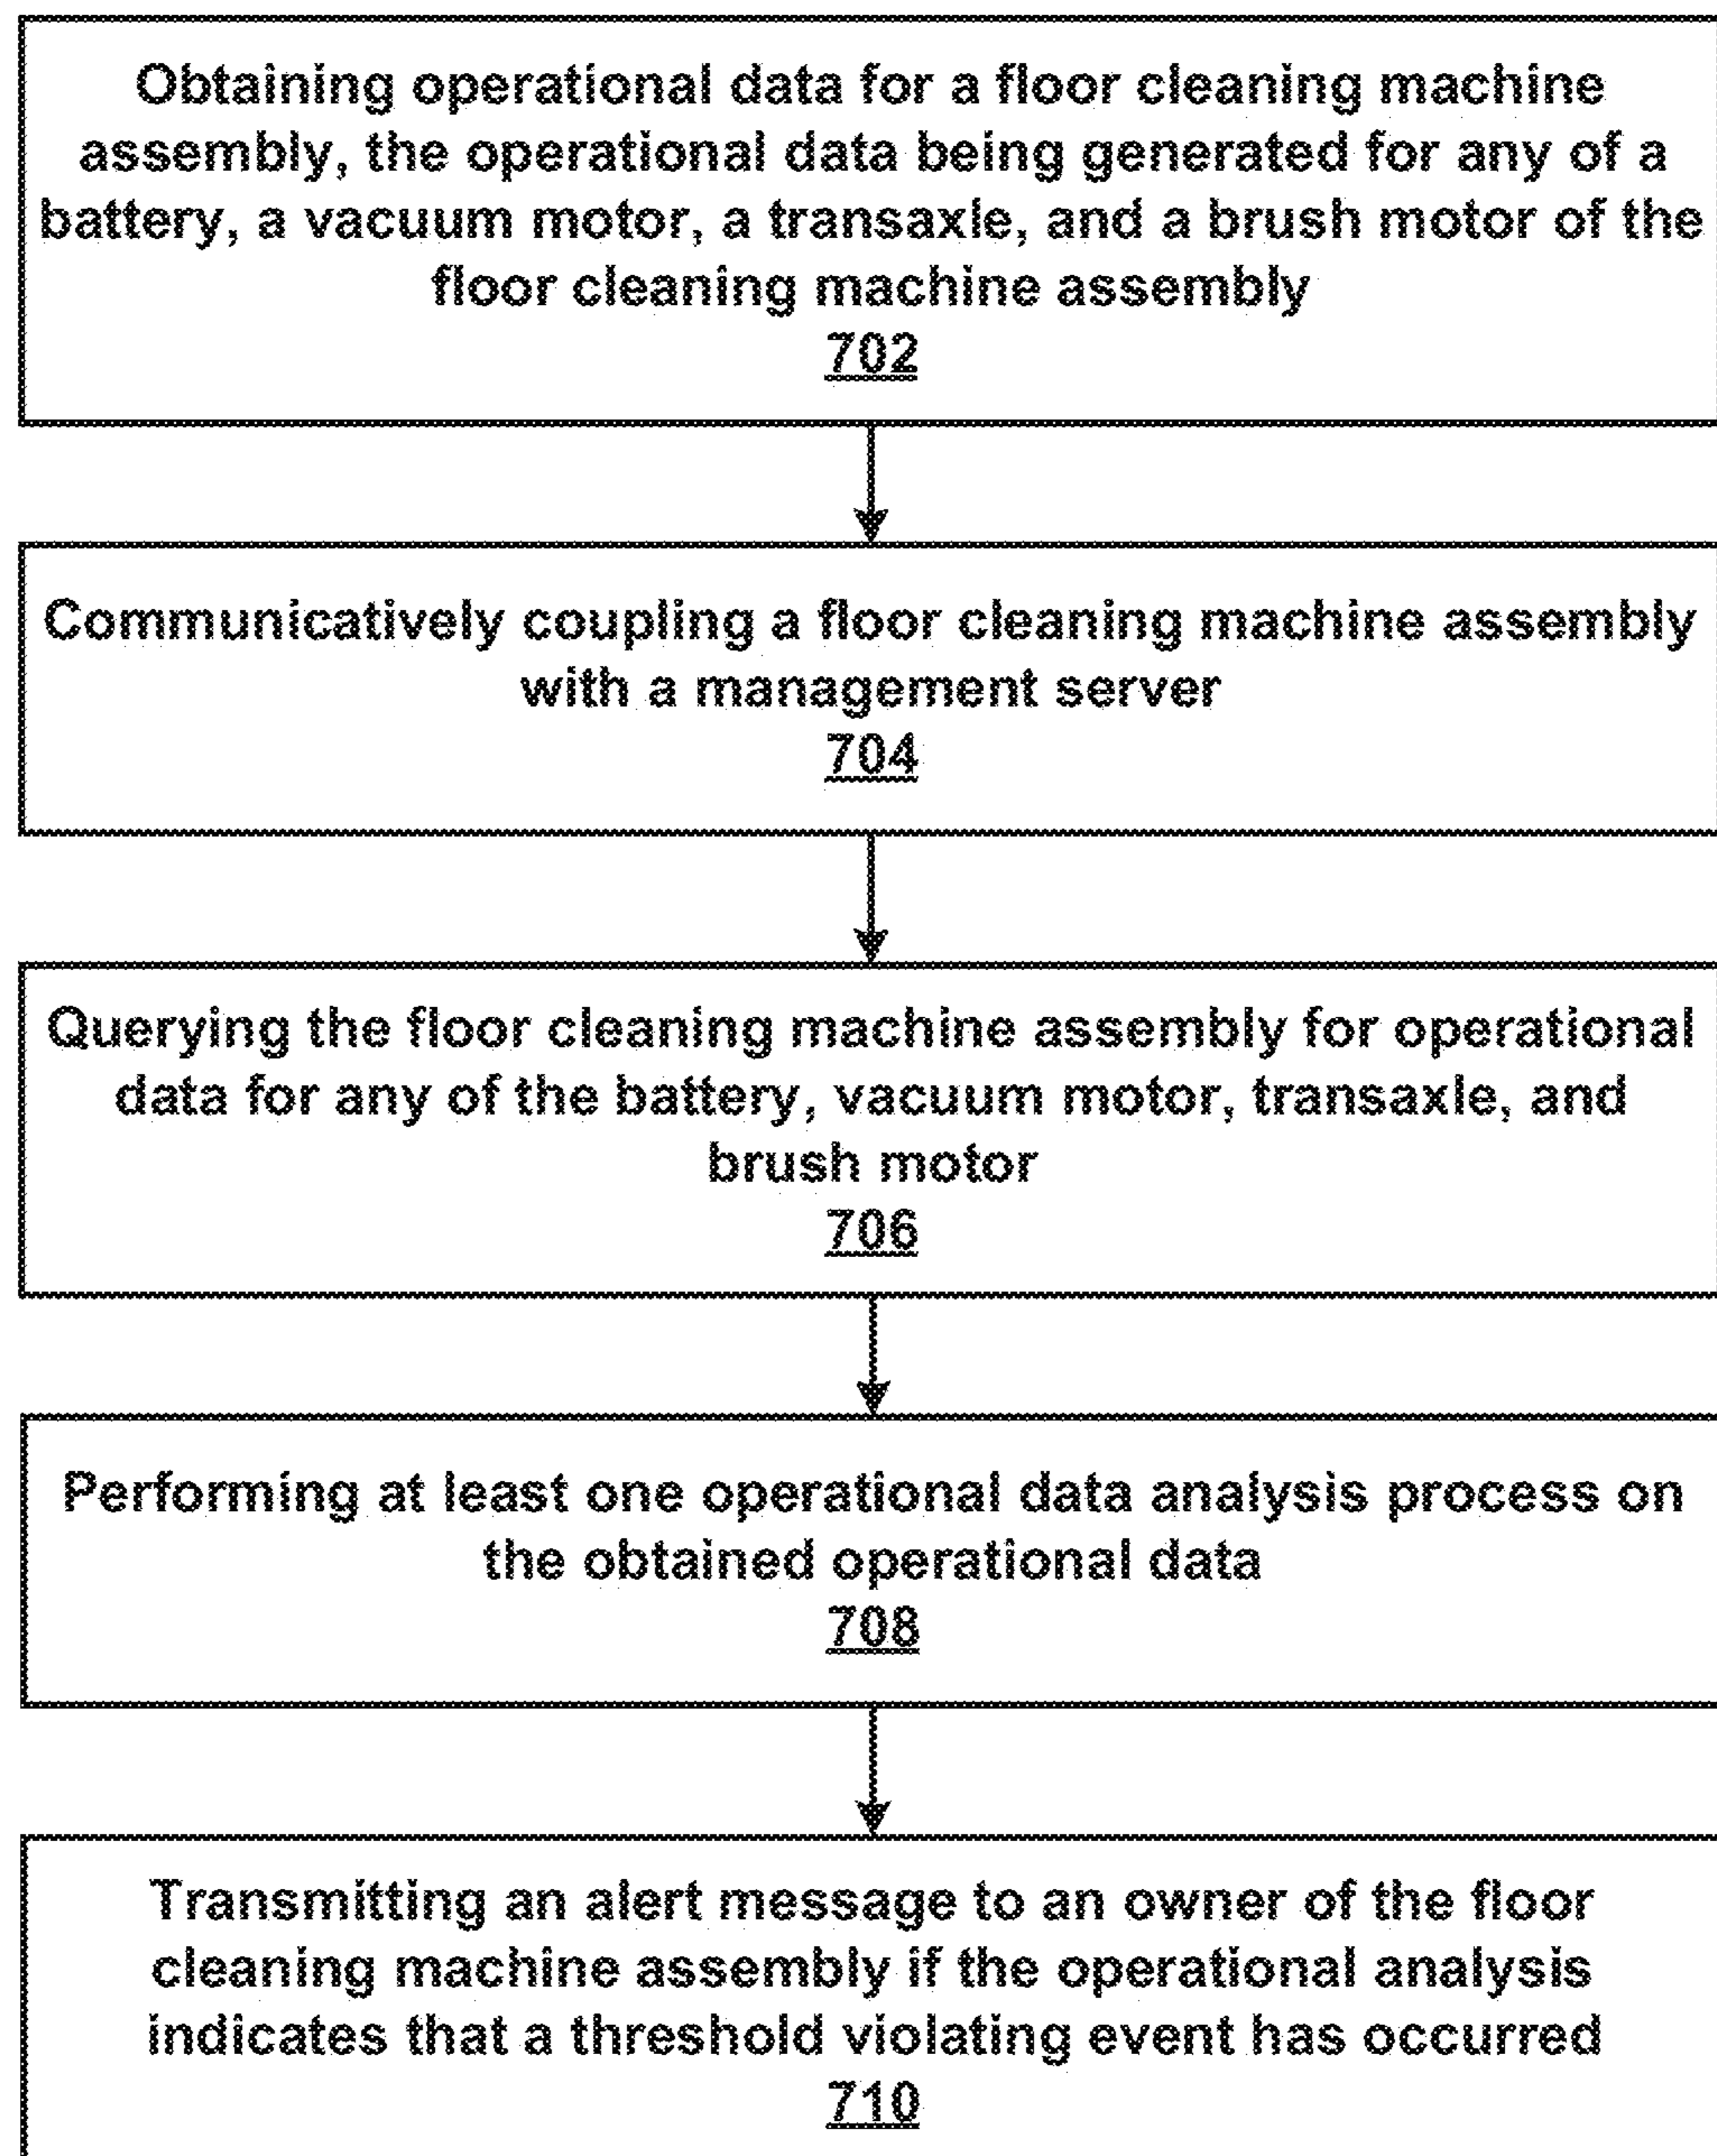 Obtaining operational data for a floor cleaning machine
assembly, the operational data being generated for any of a
battery, a vacuum motor, a transaxle, and a brush motor of the
floor cleaning machine assembly
702
Communicatively coupling a floor cleaning machine assembly
with a management server
704
Querying the floor cleaning machine assembly for operational
data for any of the battery, vacuum motor, transaxle, and
brush motor
706
Performing at least one operational data analysis process on
the obtained operational data
708
Transmitting an alert message to an owner of the floor
cleaning machine assembly if the operational analysis
indicates that a threshold violating event has occurred
710